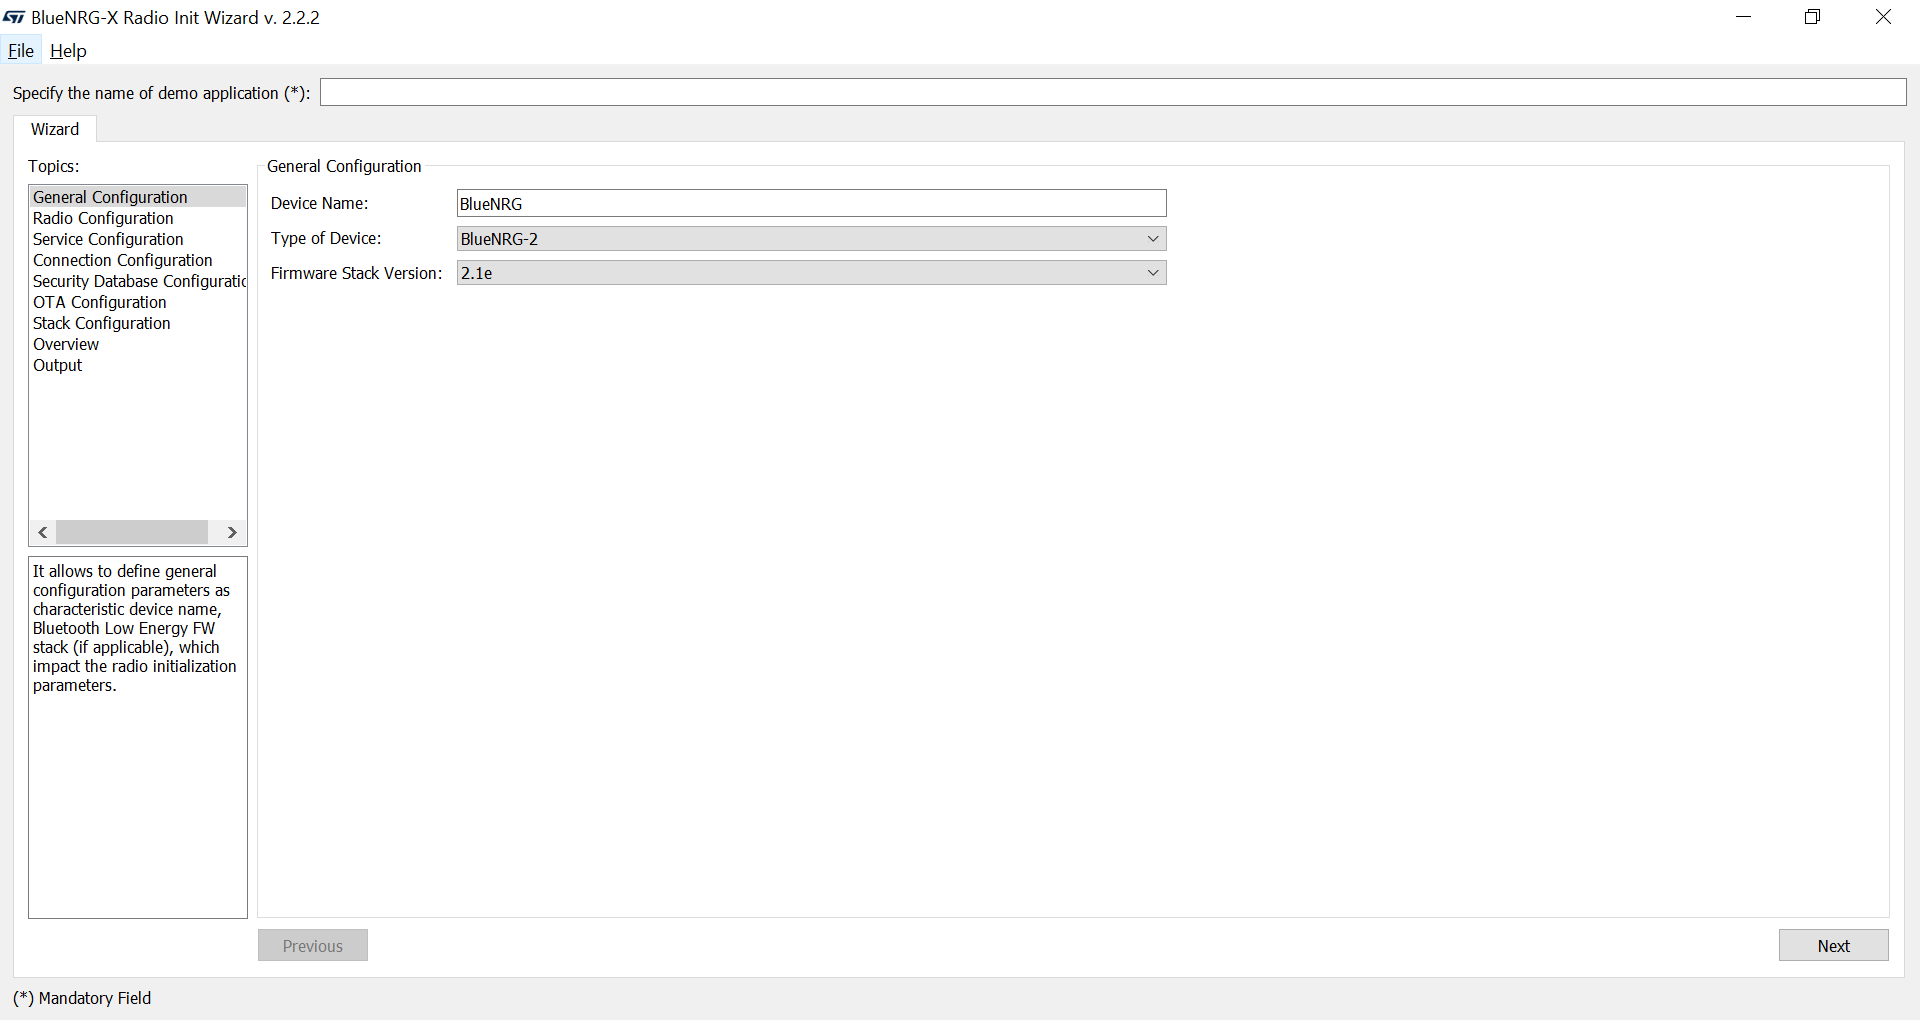 BlueNRG-X Radio Init Wizard v. 2.2.2
File Help
Specify the name of demo application (*):
Wizard
Topics:
General Configuration
Radio Configuration
Service Configuration
Connection Configuration
Security Database Configuratic
OTA Configuration
Stack Configuration
Overview
Output
It allows to define general
configuration parameters as
characteristic device name,
Bluetooth Low Energy FW
stack (if applicable), which
impact the radio initialization
parameters.
General Configuration
Device Name: BlueNRG
Type of Device: BlueNRG-2
Firmware Stack Version: 2.1e
Previous
Next
(*) Mandatory Field